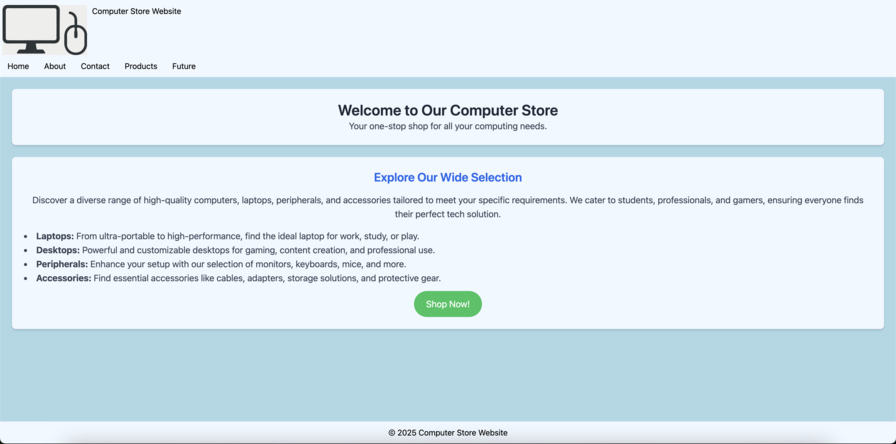 Computer Store Website
Home About Contact Products Future
Welcome to Our Computer Store
Your one-stop shop for all your computing needs.
Explore Our Wide Selection
Discover a diverse range of high-quality computers, laptops, peripherals, and accessories tailored to meet your specific requirements. We cater to students, professionals, and gamers, ensuring everyone finds
their perfect tech solution.
• Laptops: From ultra-portable to high-performance, find the ideal laptop for work, study, or play.
• Desktops: Powerful and customizable desktops for gaming, content creation, and professional use.
• Peripherals: Enhance your setup with our selection of monitors, keyboards, mice, and more.
• Accessories: Find essential accessories like cables, adapters, storage solutions, and protective gear.
Shop Now!
© 2025 Computer Store Website